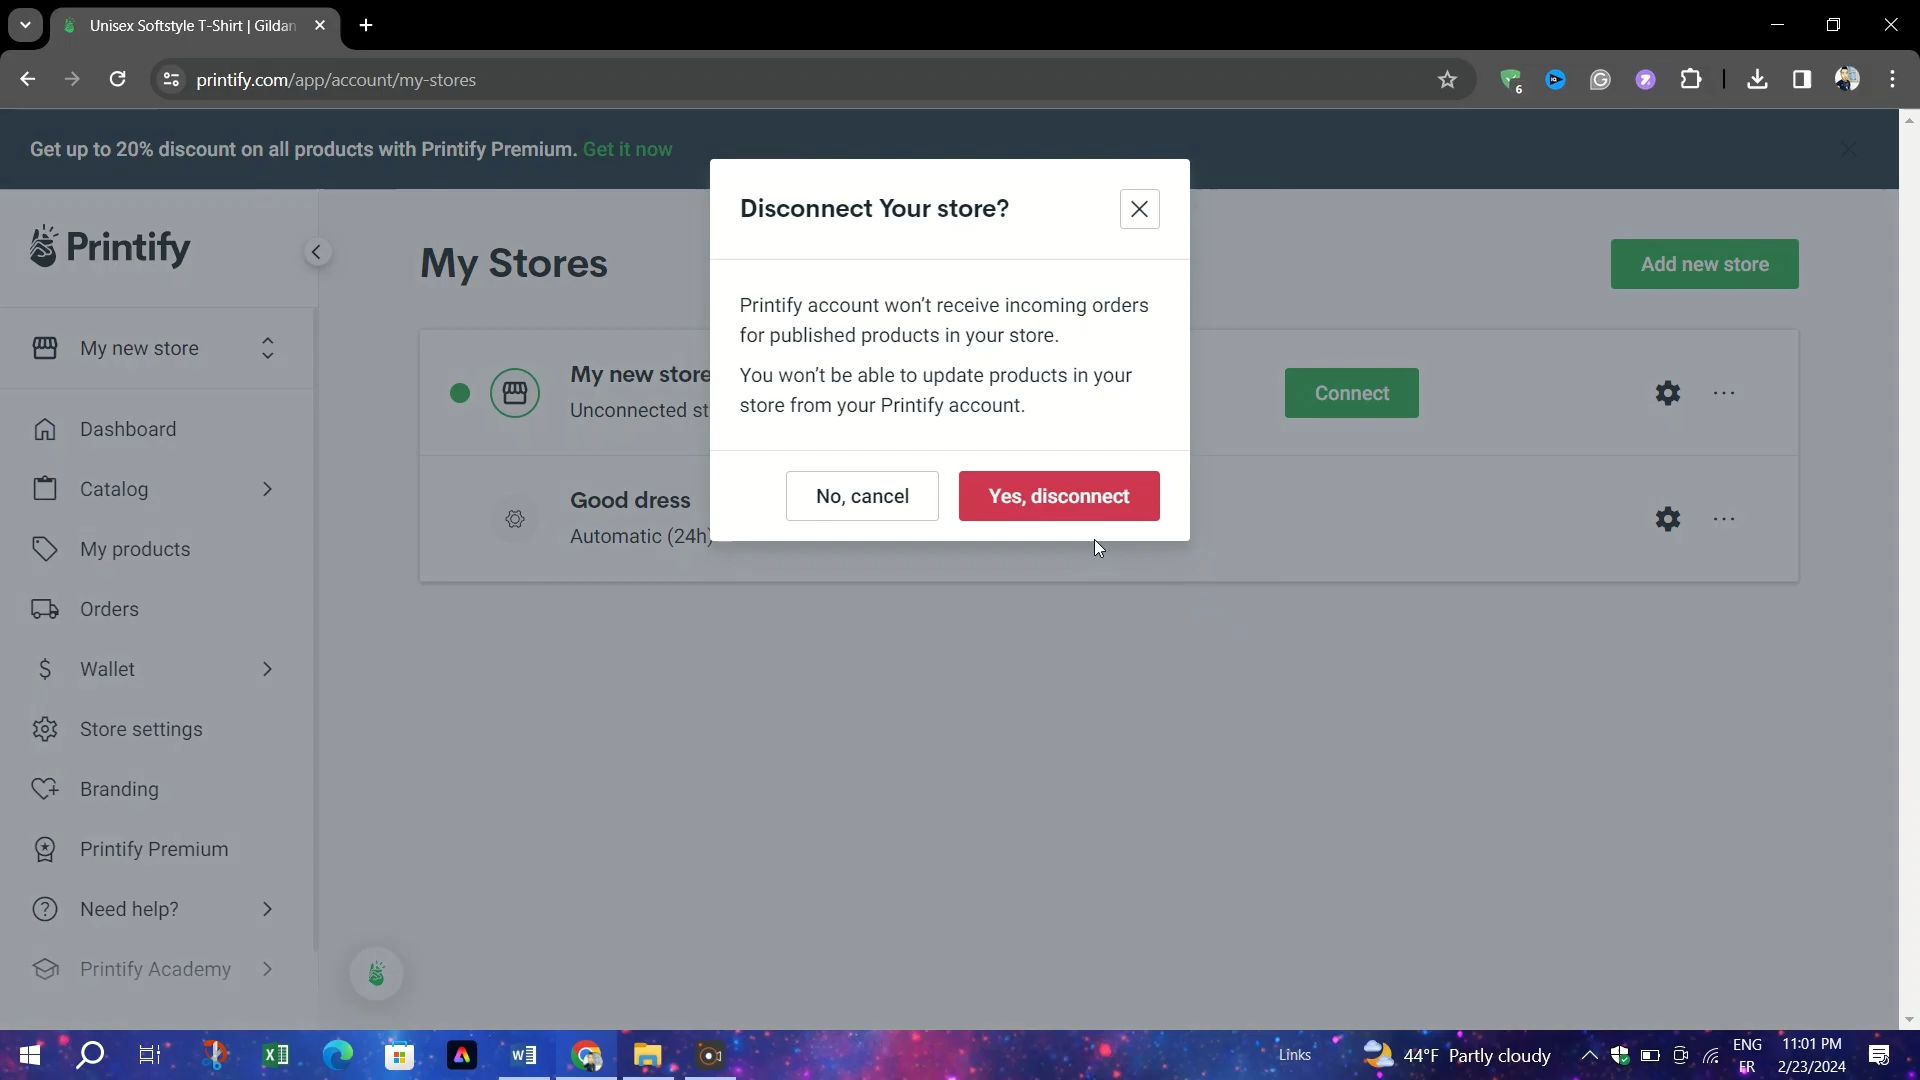 Unisex Softstyle T-Shirt | Gildan
printify.com/app/account/my-stores
6
Get up to 20% discount on all products with Printify Premium. Get it now
Printify
My new store
Dashboard
Catalog
My products
Orders
Wallet
Store settings
Branding
Printify Premium
Need help?
Printify Academy
My Stores
Add new store
My new store
Unconnected st
Connect
Good dress
Automatic (24h)
Disconnect Your store?
Printify account won't receive incoming orders
for published products in your store.
You won't be able to update products in your
store from your Printify account.
No, cancel
Yes, disconnect
Links
44°F Partly cloudy
ENG
FR
11:01 PM
2/23/2024